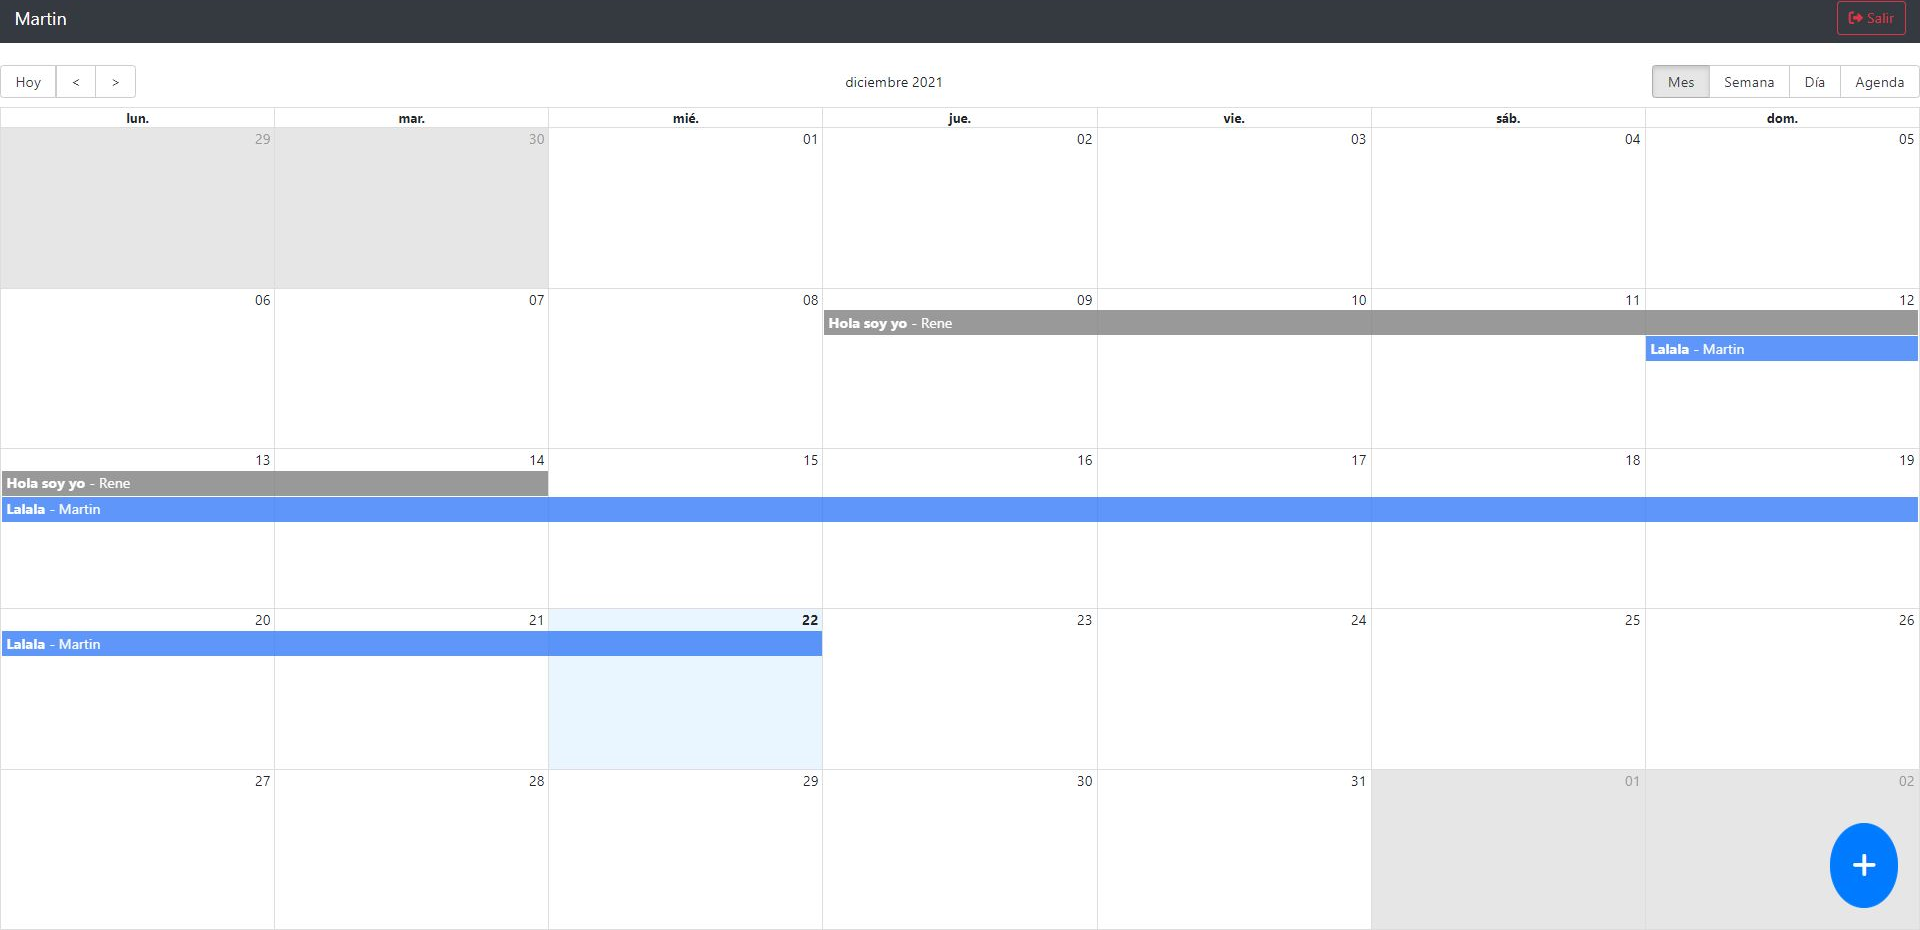 Martin
Salir
Hoy < > diciembre 2021 Mes Semana Día Agenda
lun. mar. mié. jue. vie. sáb. dom.
29 30 01 02 03 04 05
06 07 08 09 10 11 12
Hola soy yo - Rene
Lalala - Martin
13 14 15 16 17 18 19
Hola soy yo - Rene
Lalala - Martin
20 21 22 23 24 25 26
Lalala - Martin
27 28 29 30 31 01 02
+